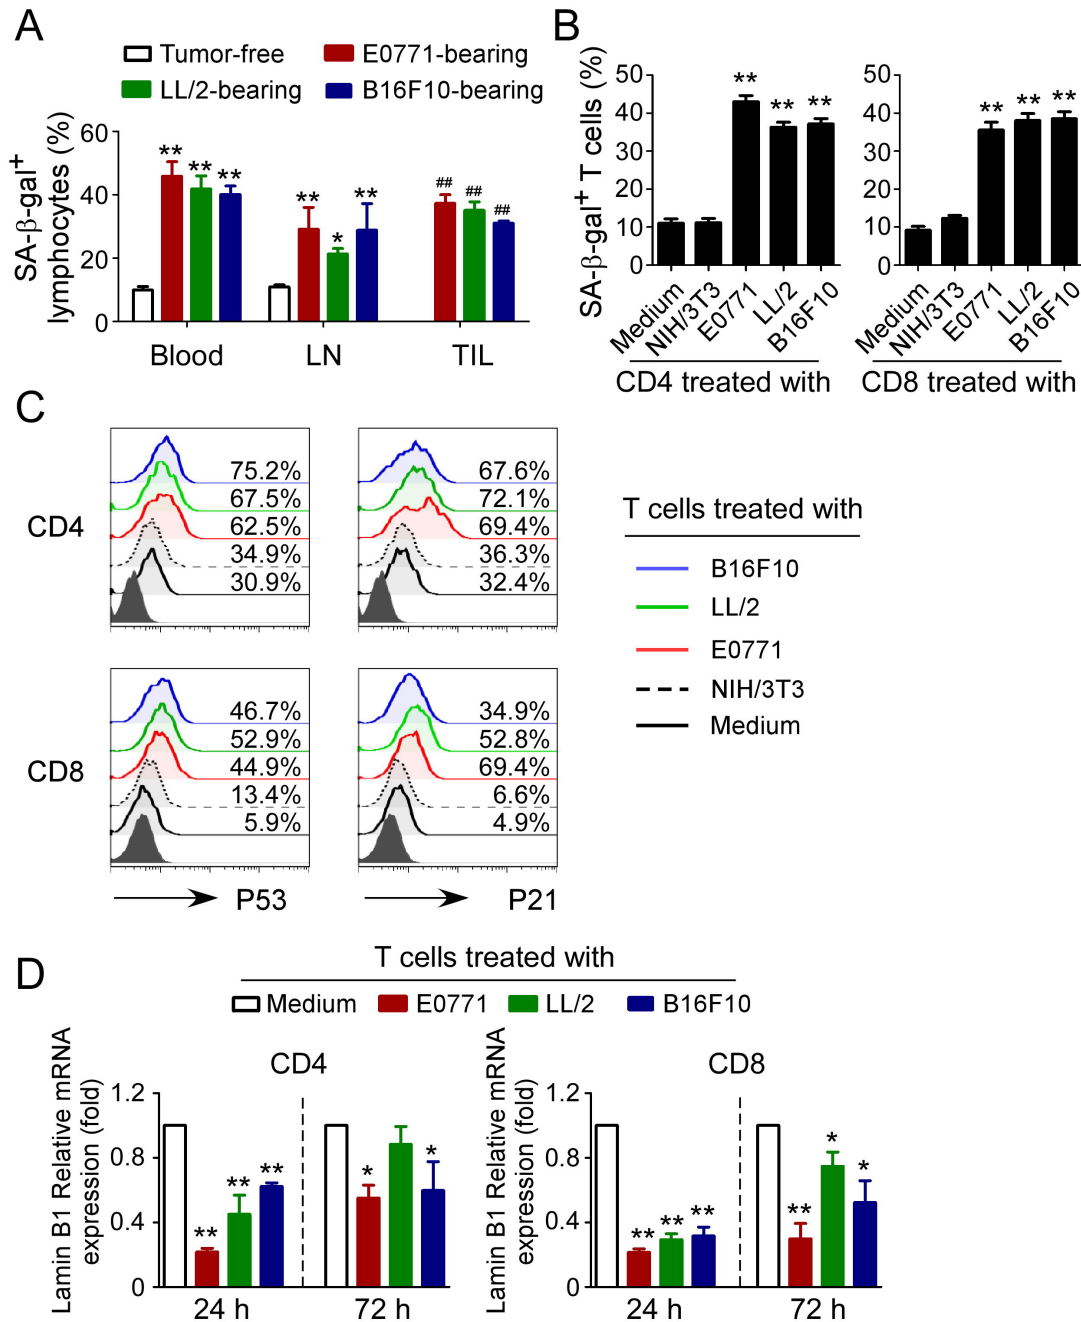 A
Tumor-free
E0771-bearing
LL/2-bearing
B16F10-bearing
SA-β-gal+
lymphocytes (%)
60
40
20
0
** ** **
** * **
## ## ##
Blood
LN
TIL
B
SA-β-gal+ T cells (%)
50
40
30
20
10
0
** ** **
Medium
NIH/3T3
E0771
LL/2
B16F10
CD4 treated with
50
40
30
20
10
0
** ** **
Medium
NIH/3T3
E0771
LL/2
B16F10
CD8 treated with
C
CD4
75.2%
67.5%
62.5%
34.9%
30.9%
67.6%
72.1%
69.4%
36.3%
32.4%
CD8
46.7%
52.9%
44.9%
13.4%
5.9%
34.9%
52.8%
69.4%
6.6%
4.9%
P53
P21
T cells treated with
B16F10
LL/2
E0771
NIH/3T3
Medium
D
T cells treated with
Medium
E0771
LL/2
B16F10
Lamin B1 Relative mRNA
expression (fold)
CD4
1.2
0.8
0.4
0
** ** **
* *
24 h
72 h
Lamin B1 Relative mRNA
expression (fold)
CD8
1.2
0.8
0.4
0
** ** **
** * *
24 h
72 h